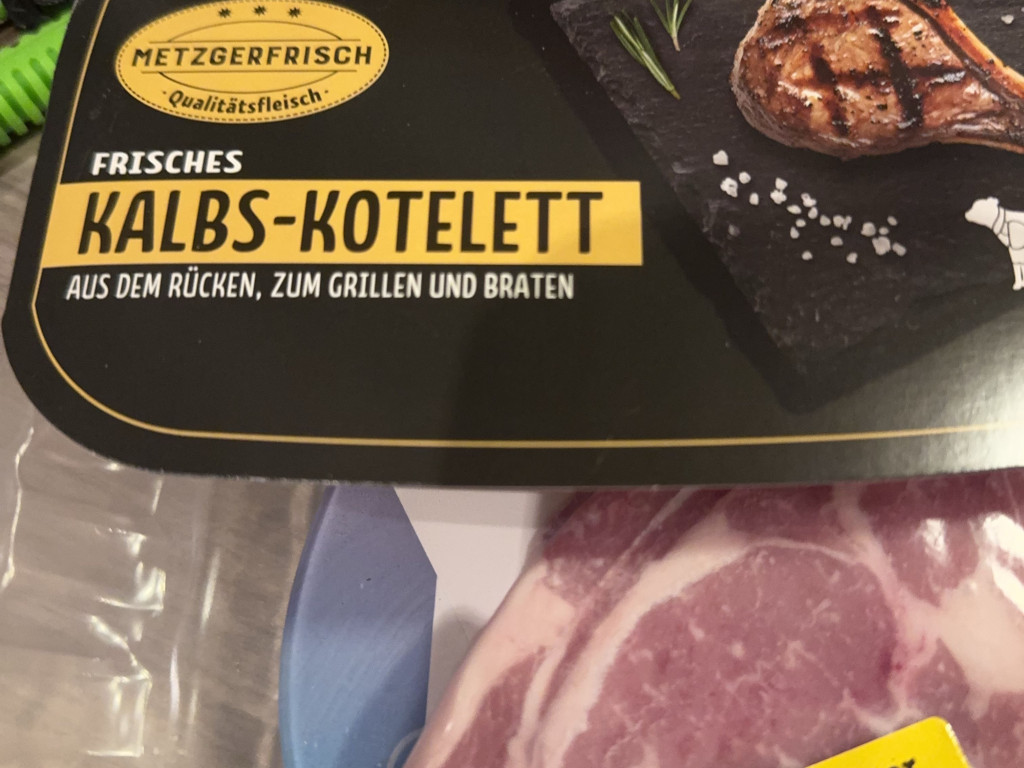 METZGERFRISCH
Qualitätsfleisch
FRISCHES
KALBS-KOTELETT
AUS DEM RÜCKEN, ZUM GRILLEN UND BRATEN